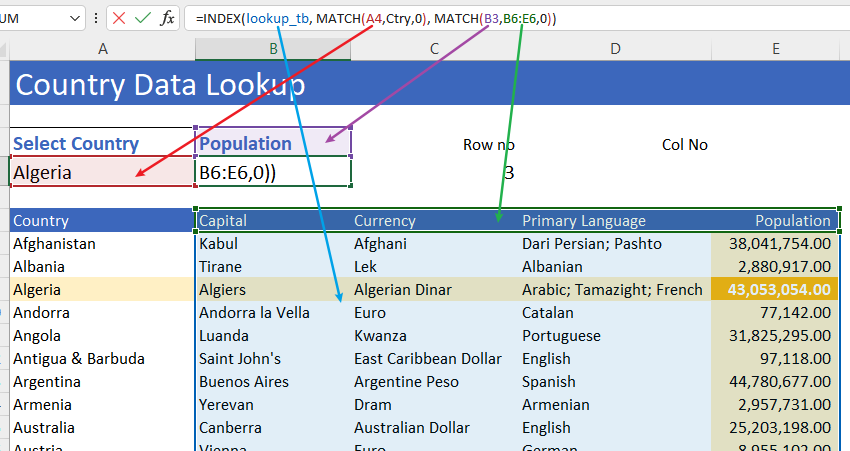 UM fx =INDEX(lookup_tb, MATCH(A4,Ctry,0), MATCH(B3,B6:E6,0))
A B C D E
Country Data Lookup
Select Country Population Row no Col No
Algeria B6:E6,0)) 3
Country Capital Currency Primary Language Population
Afghanistan Kabul Afghani Dari Persian; Pashto 38,041,754.00
Albania Tirane Lek Albanian 2,880,917.00
Algeria Algiers Algerian Dinar Arabic; Tamazight; French 43,053,054.00
Andorra Andorra la Vella Euro Catalan 77,142.00
Angola Luanda Kwanza Portuguese 31,825,295.00
Antigua & Barbuda Saint John's East Caribbean Dollar English 97,118.00
Argentina Buenos Aires Argentine Peso Spanish 44,780,677.00
Armenia Yerevan Dram Armenian 2,957,731.00
Australia Canberra Australian Dollar English 25,203,198.00
Austria Vienna Euro German 8,955,102.00